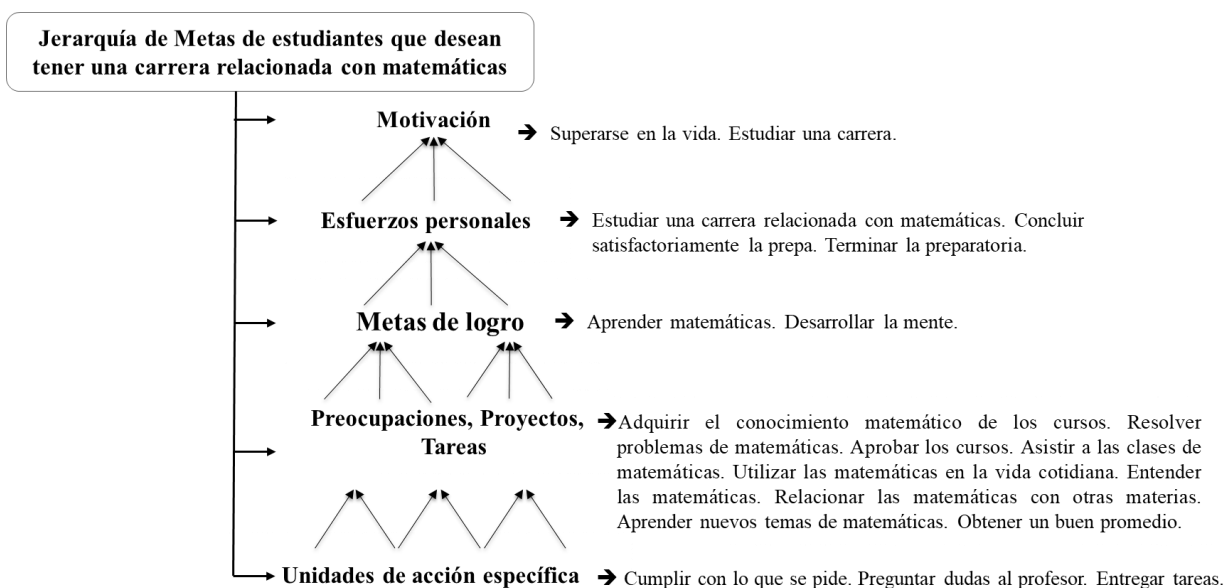 Jerarquía de Metas de estudiantes que desean
tener una carrera relacionada con matemáticas
Motivación
➔ Superarse en la vida. Estudiar una carrera.
Esfuerzos personales
➔ Estudiar una carrera relacionada con matemáticas. Concluir
satisfactoriamente la prepa. Terminar la preparatoria.
Metas de logro
➔ Aprender matemáticas. Desarrollar la mente.
Preocupaciones, Proyectos,
Tareas
➔ Adquirir el conocimiento matemático de los cursos. Resolver
problemas de matemáticas. Aprobar los cursos. Asistir a las clases de
matemáticas. Utilizar las matemáticas en la vida cotidiana. Entender
las matemáticas. Relacionar las matemáticas con otras materias.
Aprender nuevos temas de matemáticas. Obtener un buen promedio.
Unidades de acción específica
➔ Cumplir con lo que se pide. Preguntar dudas al profesor. Entregar tareas.